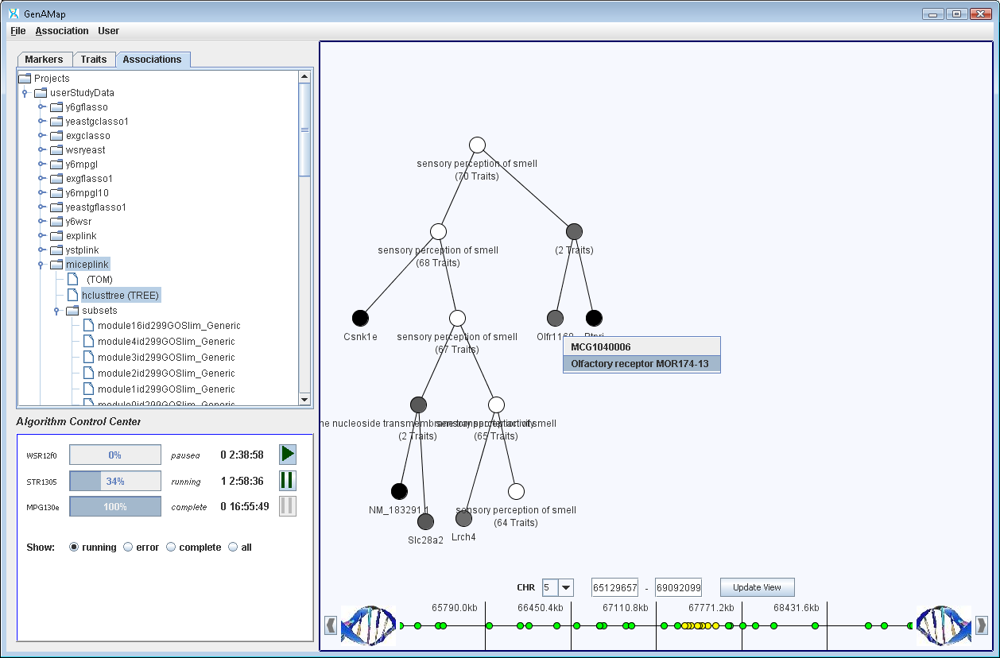 GenAMap
File Association User
Markers Traits Associations
Projects
userStudyData
y6gflasso
yeastgclasso1
exgclasso
wsryeast
y6mpgl
exgflasso1
y6mpgl10
yeastgflasso1
y6wsr
explink
ystplink
miceplink
(TOM)
hclusttree (TREE)
subsets
module16id299GOSlim_Generic
module4id299GOSlim_Generic
module3id299GOSlim_Generic
module2id299GOSlim_Generic
module1id299GOSlim_Generic
module0id299GOSlim_Generic
Algorithm Control Center
WSR12f0 0% paused 0 2:38:58
STR1305 34% running 1 2:58:36
MPG130e 100% complete 0 16:55:49
Show: running error complete all
sensory perception of smell
(70 Traits)
sensory perception of smell
(68 Traits)
(2 Traits)
Csnk1e
sensory perception of smell
(67 Traits)
Olfr1168
MCG1040006
Olfactory receptor MOR174-13
ne nucleoside transmembrane transporter activity
(2 Traits)
sensory perception of smell
(65 Traits)
NM_183291.1
Slc28a2
Lrch4
sensory perception of smell
(64 Traits)
CHR 5 65129657 - 69092099 Update View
65790.0kb 66450.4kb 67110.8kb 67771.2kb 68431.6kb